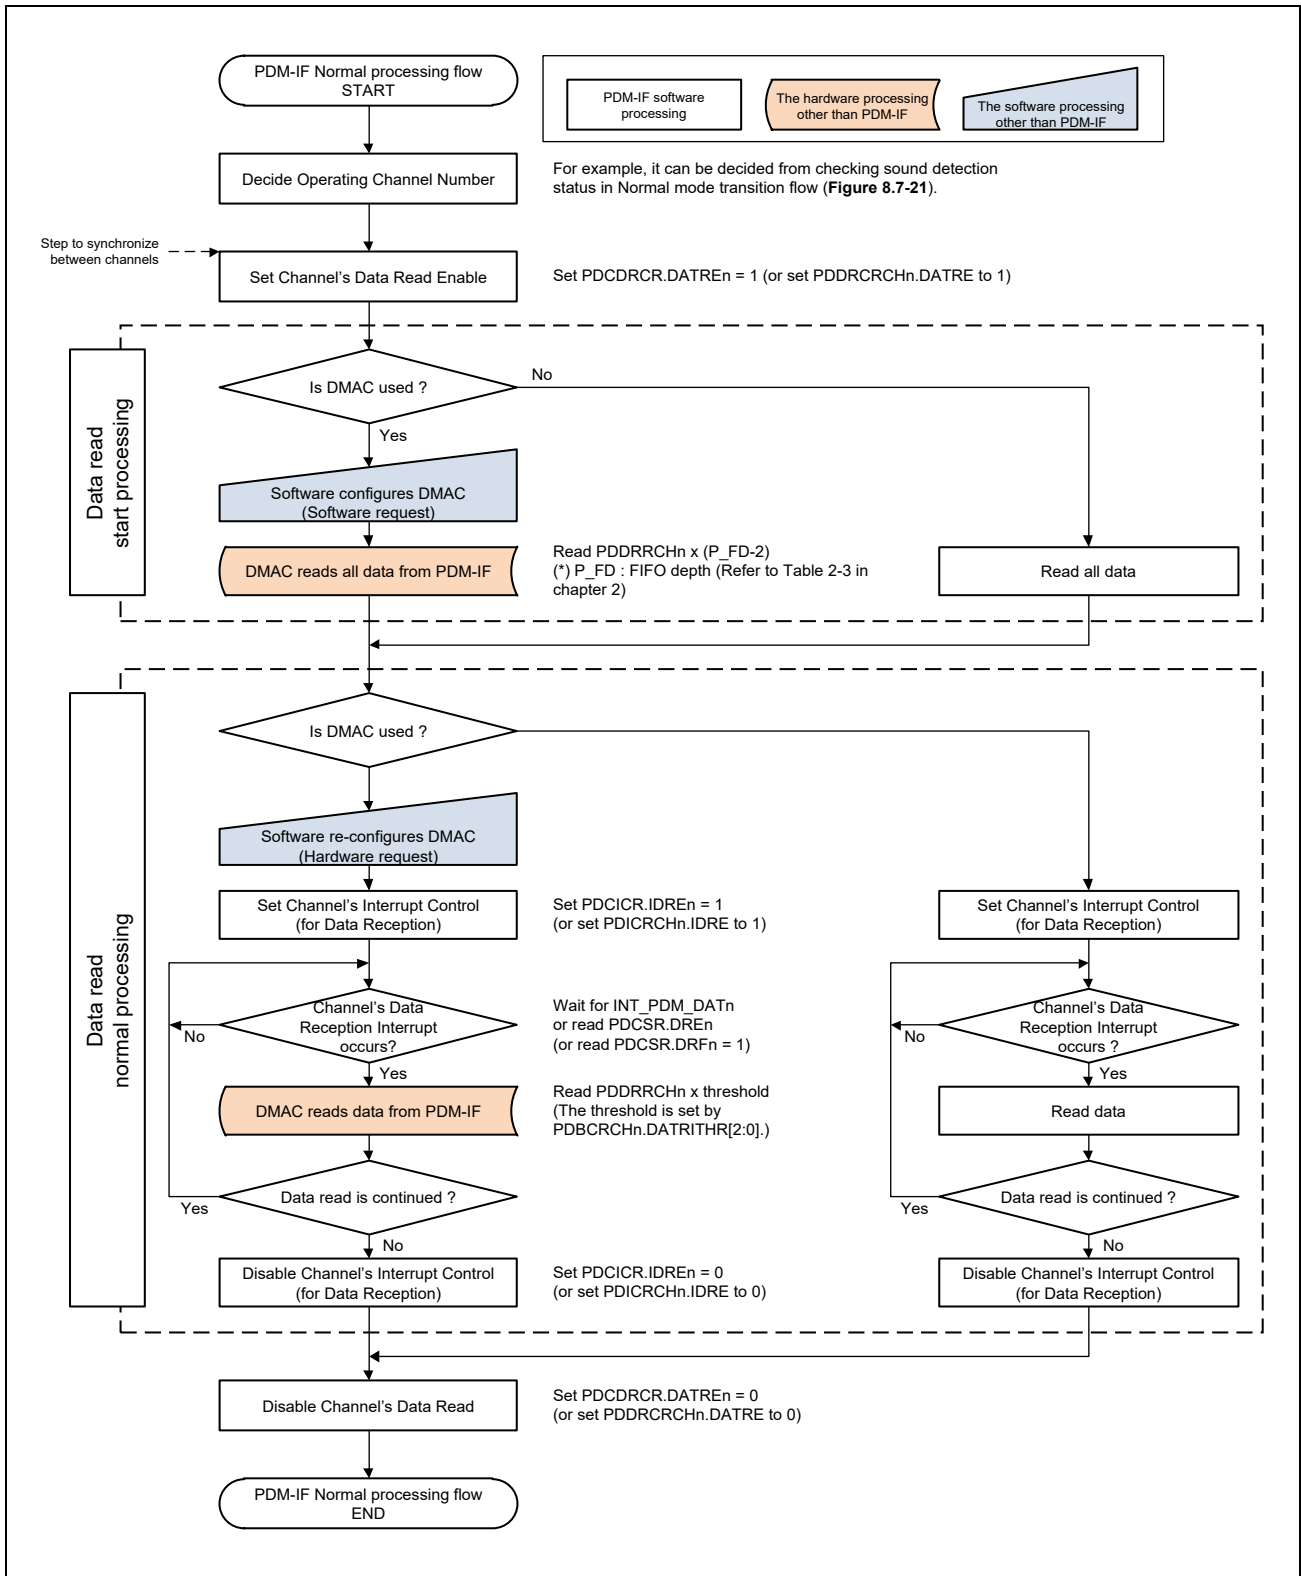 PDM-IF Normal processing flow
START
PDM-IF software
processing
The hardware processing
other than PDM-IF
The software processing
other than PDM-IF
Decide Operating Channel Number
For example, it can be decided from checking sound detection
status in Normal mode transition flow (Figure 8.7-21).
Step to synchronize
between channels
Set Channel's Data Read Enable
Set PDCDRCR.DATREn = 1 (or set PDDRCRCHn.DATRE to 1)
Data read
start processing
Is DMAC used ?
No
Yes
Software configures DMAC
(Software request)
DMAC reads all data from PDM-IF
Read PDDRRCHn x (P_FD-2)
(*) P_FD : FIFO depth (Refer to Table 2-3 in
chapter 2)
Read all data
Data read
normal processing
Is DMAC used ?
Software re-configures DMAC
(Hardware request)
Set Channel's Interrupt Control
(for Data Reception)
Set PDCICR.IDREn = 1
(or set PDICRCHn.IDRE to 1)
Set Channel's Interrupt Control
(for Data Reception)
Channel's Data
Reception Interrupt
occurs?
No
Yes
Wait for INT_PDM_DATn
or read PDCSR.DREn
(or read PDCSR.DRFn = 1)
Channel's Data
Reception Interrupt
occurs ?
No
Yes
DMAC reads data from PDM-IF
Read PDDRRCHn x threshold
(The threshold is set by
PDBCRCHn.DATRITHR[2:0].)
Read data
Data read is continued ?
Yes
No
Data read is continued ?
Yes
No
Disable Channel's Interrupt Control
(for Data Reception)
Set PDCICR.IDREn = 0
(or set PDICRCHn.IDRE to 0)
Disable Channel's Interrupt Control
(for Data Reception)
Disable Channel's Data Read
Set PDCDRCR.DATREn = 0
(or set PDDRCRCHn.DATRE to 0)
PDM-IF Normal processing flow
END